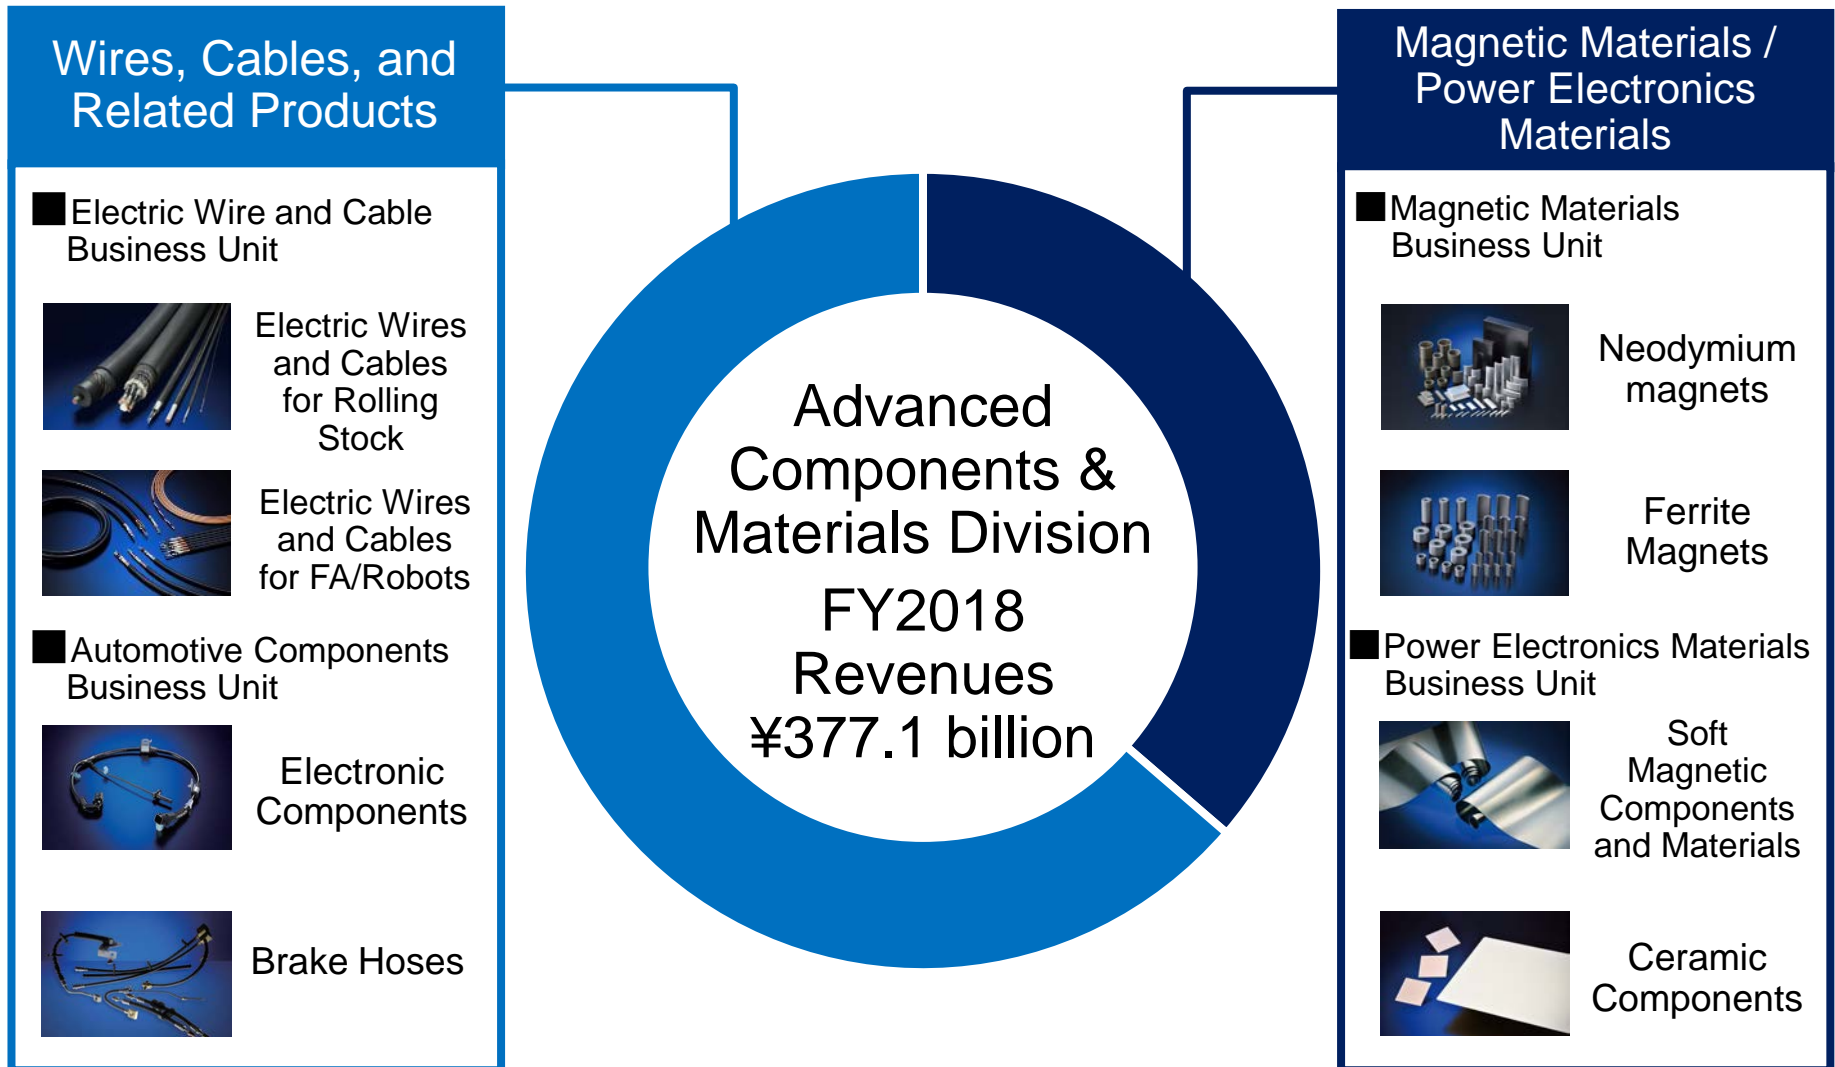 Wires, Cables, and
Related Products
■Electric Wire and Cable
Business Unit
Electric Wires
and Cables
for Rolling
Stock
Electric Wires
and Cables
for FA/Robots
■Automotive Components
Business Unit
Electronic
Components
Brake Hoses
Advanced
Components &
Materials Division
FY2018
Revenues
¥377.1 billion
Magnetic Materials /
Power Electronics
Materials
■Magnetic Materials
Business Unit
Neodymium
magnets
Ferrite
Magnets
■Power Electronics Materials
Business Unit
Soft
Magnetic
Components
and Materials
Ceramic
Components